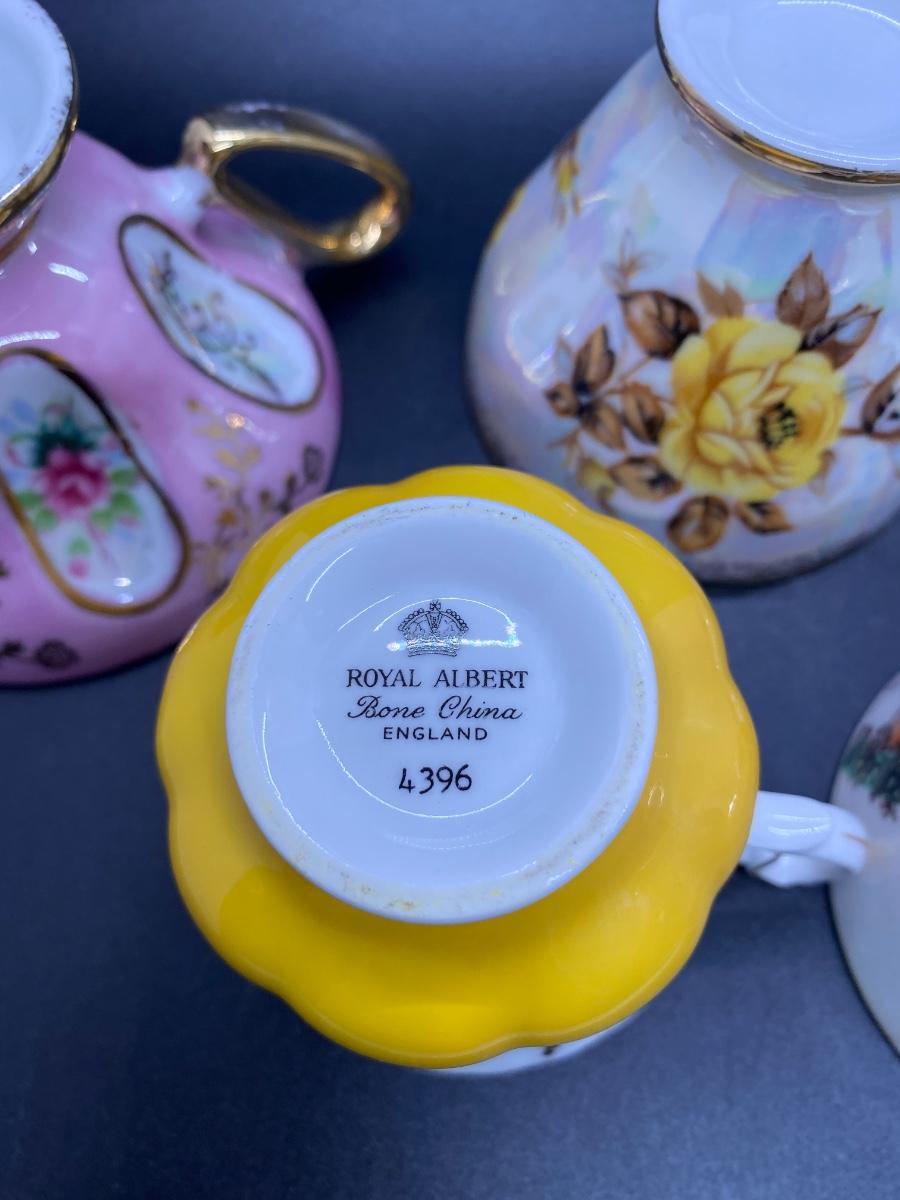 ROYAL ALBERT
Bone China
ENGLAND
4396